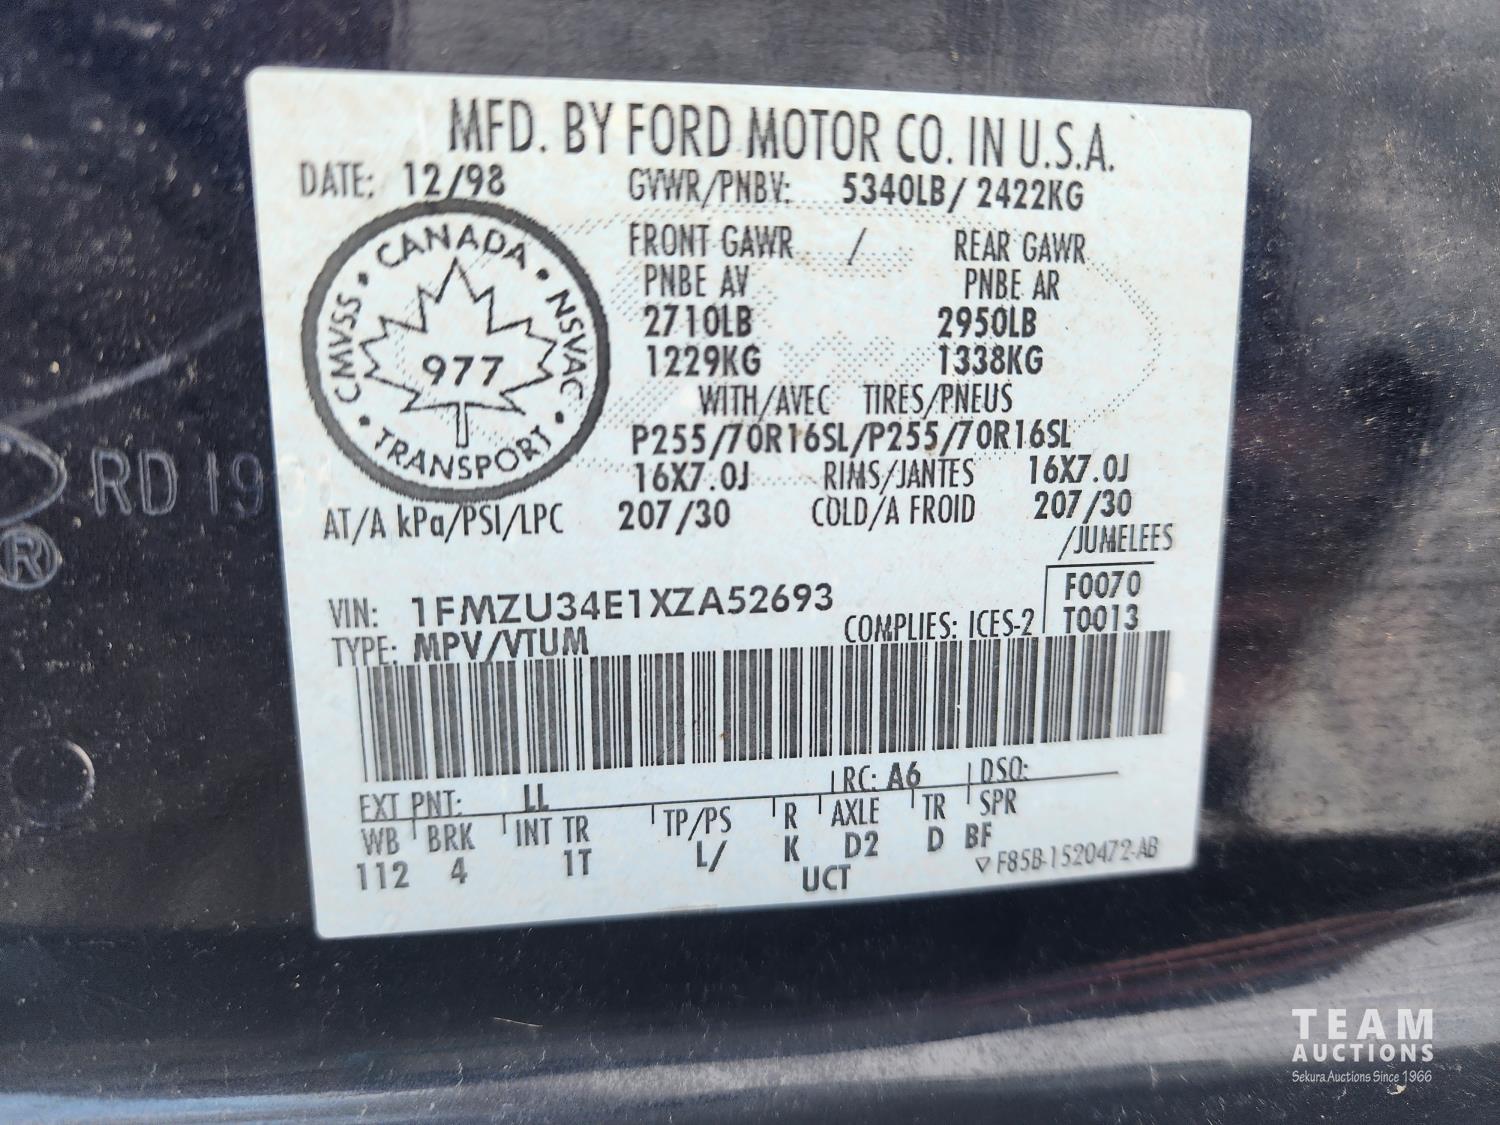 MFD. BY FORD MOTOR CO. IN U.S.A.
DATE: 12/98 GVWR/PNBV: 5340LB/ 2422KG
FRONT GAWR / REAR GAWR
PNBE AV PNBE AR
2710LB 2950LB
1229KG 1338KG
WITH/AVEC TIRES/PNEUS
P255/70R16SL/P255/70R16SL
16X7.0J RIMS/JANTES 16X7.0J
AT/A kPa/PSI/LPC 207/30 COLD/A FROID 207/30
/JUMELEES
CANADA
CMVSS • NSVAC
977
TRANSPORT
VIN: 1FMZU34E1XZA52693 F0070
TYPE: MPV/VTUM COMPLIES: ICES-2 T0013
EXT PNT: LL RC: A6 DSO:
WB BRK INT TR TP/PS R AXLE TR SPR
112 4 1T L/ K D2 D BF
UCT F85B-1520472-AB
RD 19
®
TEAM
AUCTIONS
Sekura Auctions Since 1966